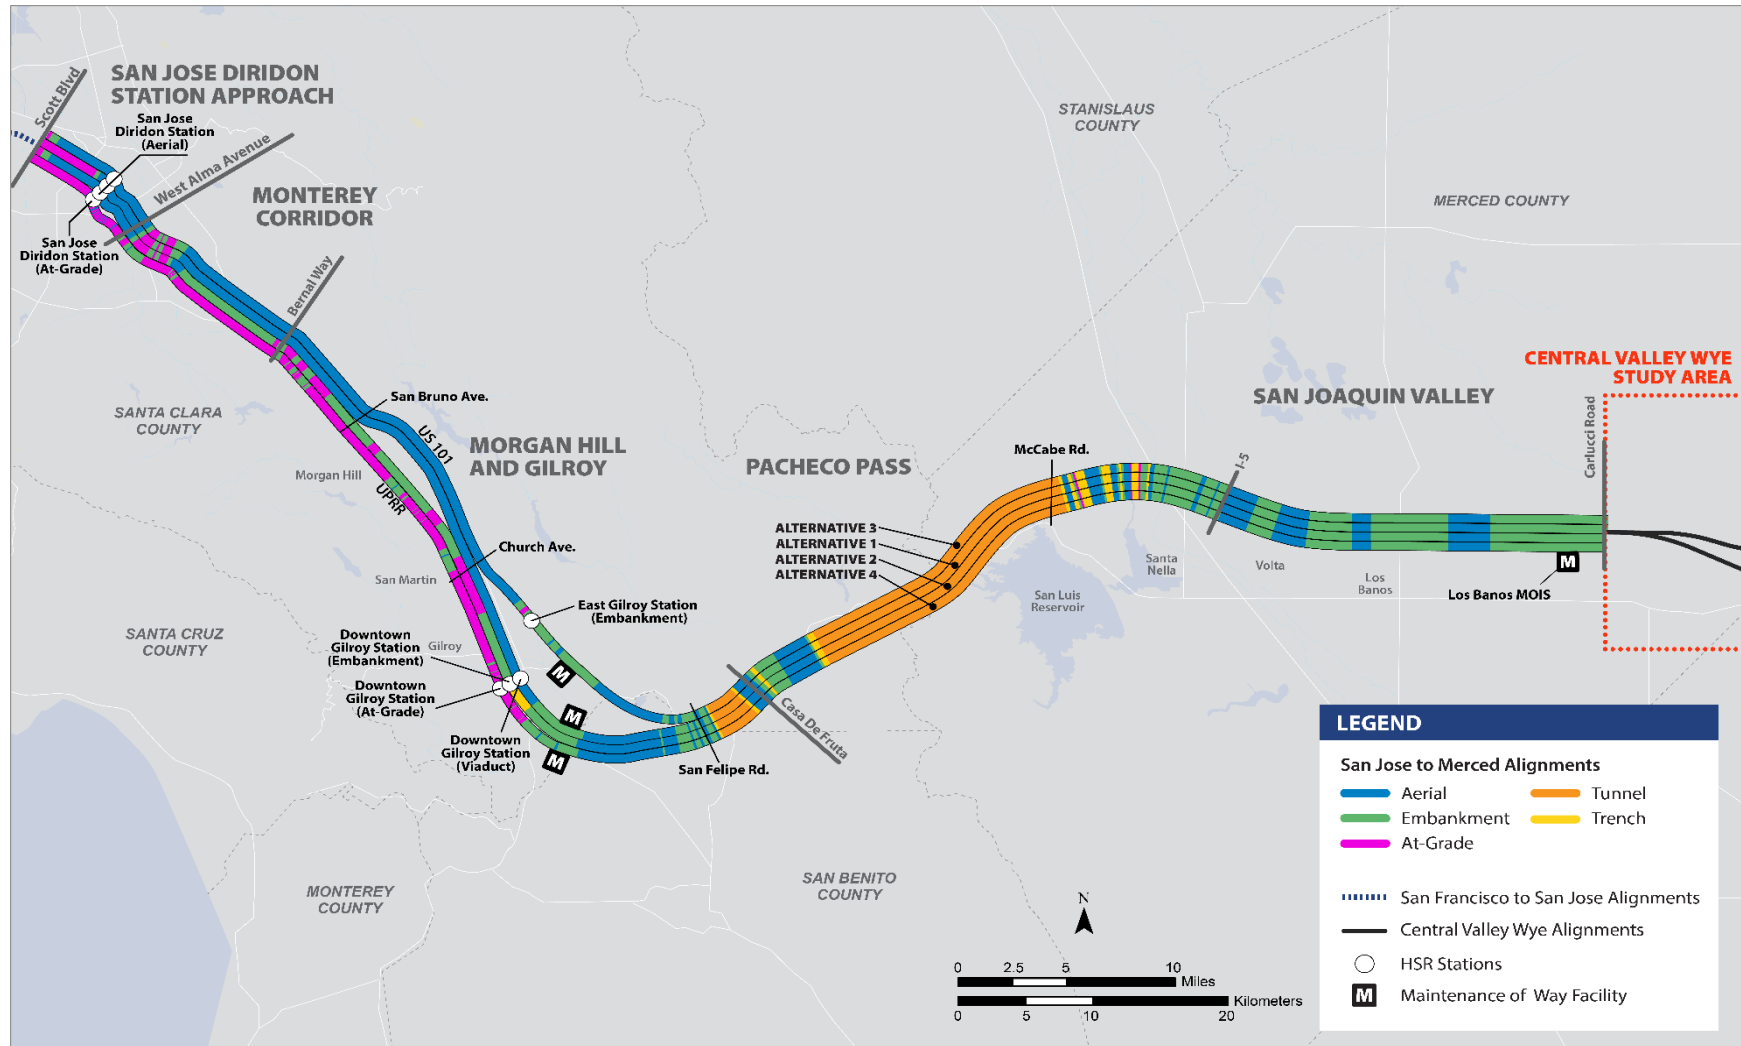 SAN JOSE DIRIDON
STATION APPROACH
Scott Blvd
San Jose
Diridon Station
(Aerial)
West Alma Avenue
MONTEREY
CORRIDOR
San Jose
Diridon Station
(At-Grade)
Bernal Way
STANISLAUS
COUNTY
MERCED COUNTY
CENTRAL VALLEY WYE
STUDY AREA
SAN JOAQUIN VALLEY
Carlucci Road
SANTA CLARA
COUNTY
San Bruno Ave.
US 101
MORGAN HILL
AND GILROY
PACHECO PASS
McCabe Rd.
I-5
Morgan Hill
UPRR
ALTERNATIVE 3
ALTERNATIVE 1
ALTERNATIVE 2
ALTERNATIVE 4
Church Ave.
San Martin
Santa
Nella
Volta
Los
Banos
Los Banos MOIS
M
San Luis
Reservoir
East Gilroy Station
(Embankment)
SANTA CRUZ
COUNTY
Downtown
Gilroy Station
(Embankment)
Gilroy
Downtown
Gilroy Station
(At-Grade)
M
M
M
Downtown
Gilroy Station
(Viaduct)
San Felipe Rd.
Casa De Fruta
MONTEREY
COUNTY
SAN BENITO
COUNTY
N
0 2.5 5 10
Miles
Kilometers
0 5 10 20
LEGEND
San Jose to Merced Alignments
Aerial
Tunnel
Embankment
Trench
At-Grade
San Francisco to San Jose Alignments
Central Valley Wye Alignments
HSR Stations
M Maintenance of Way Facility